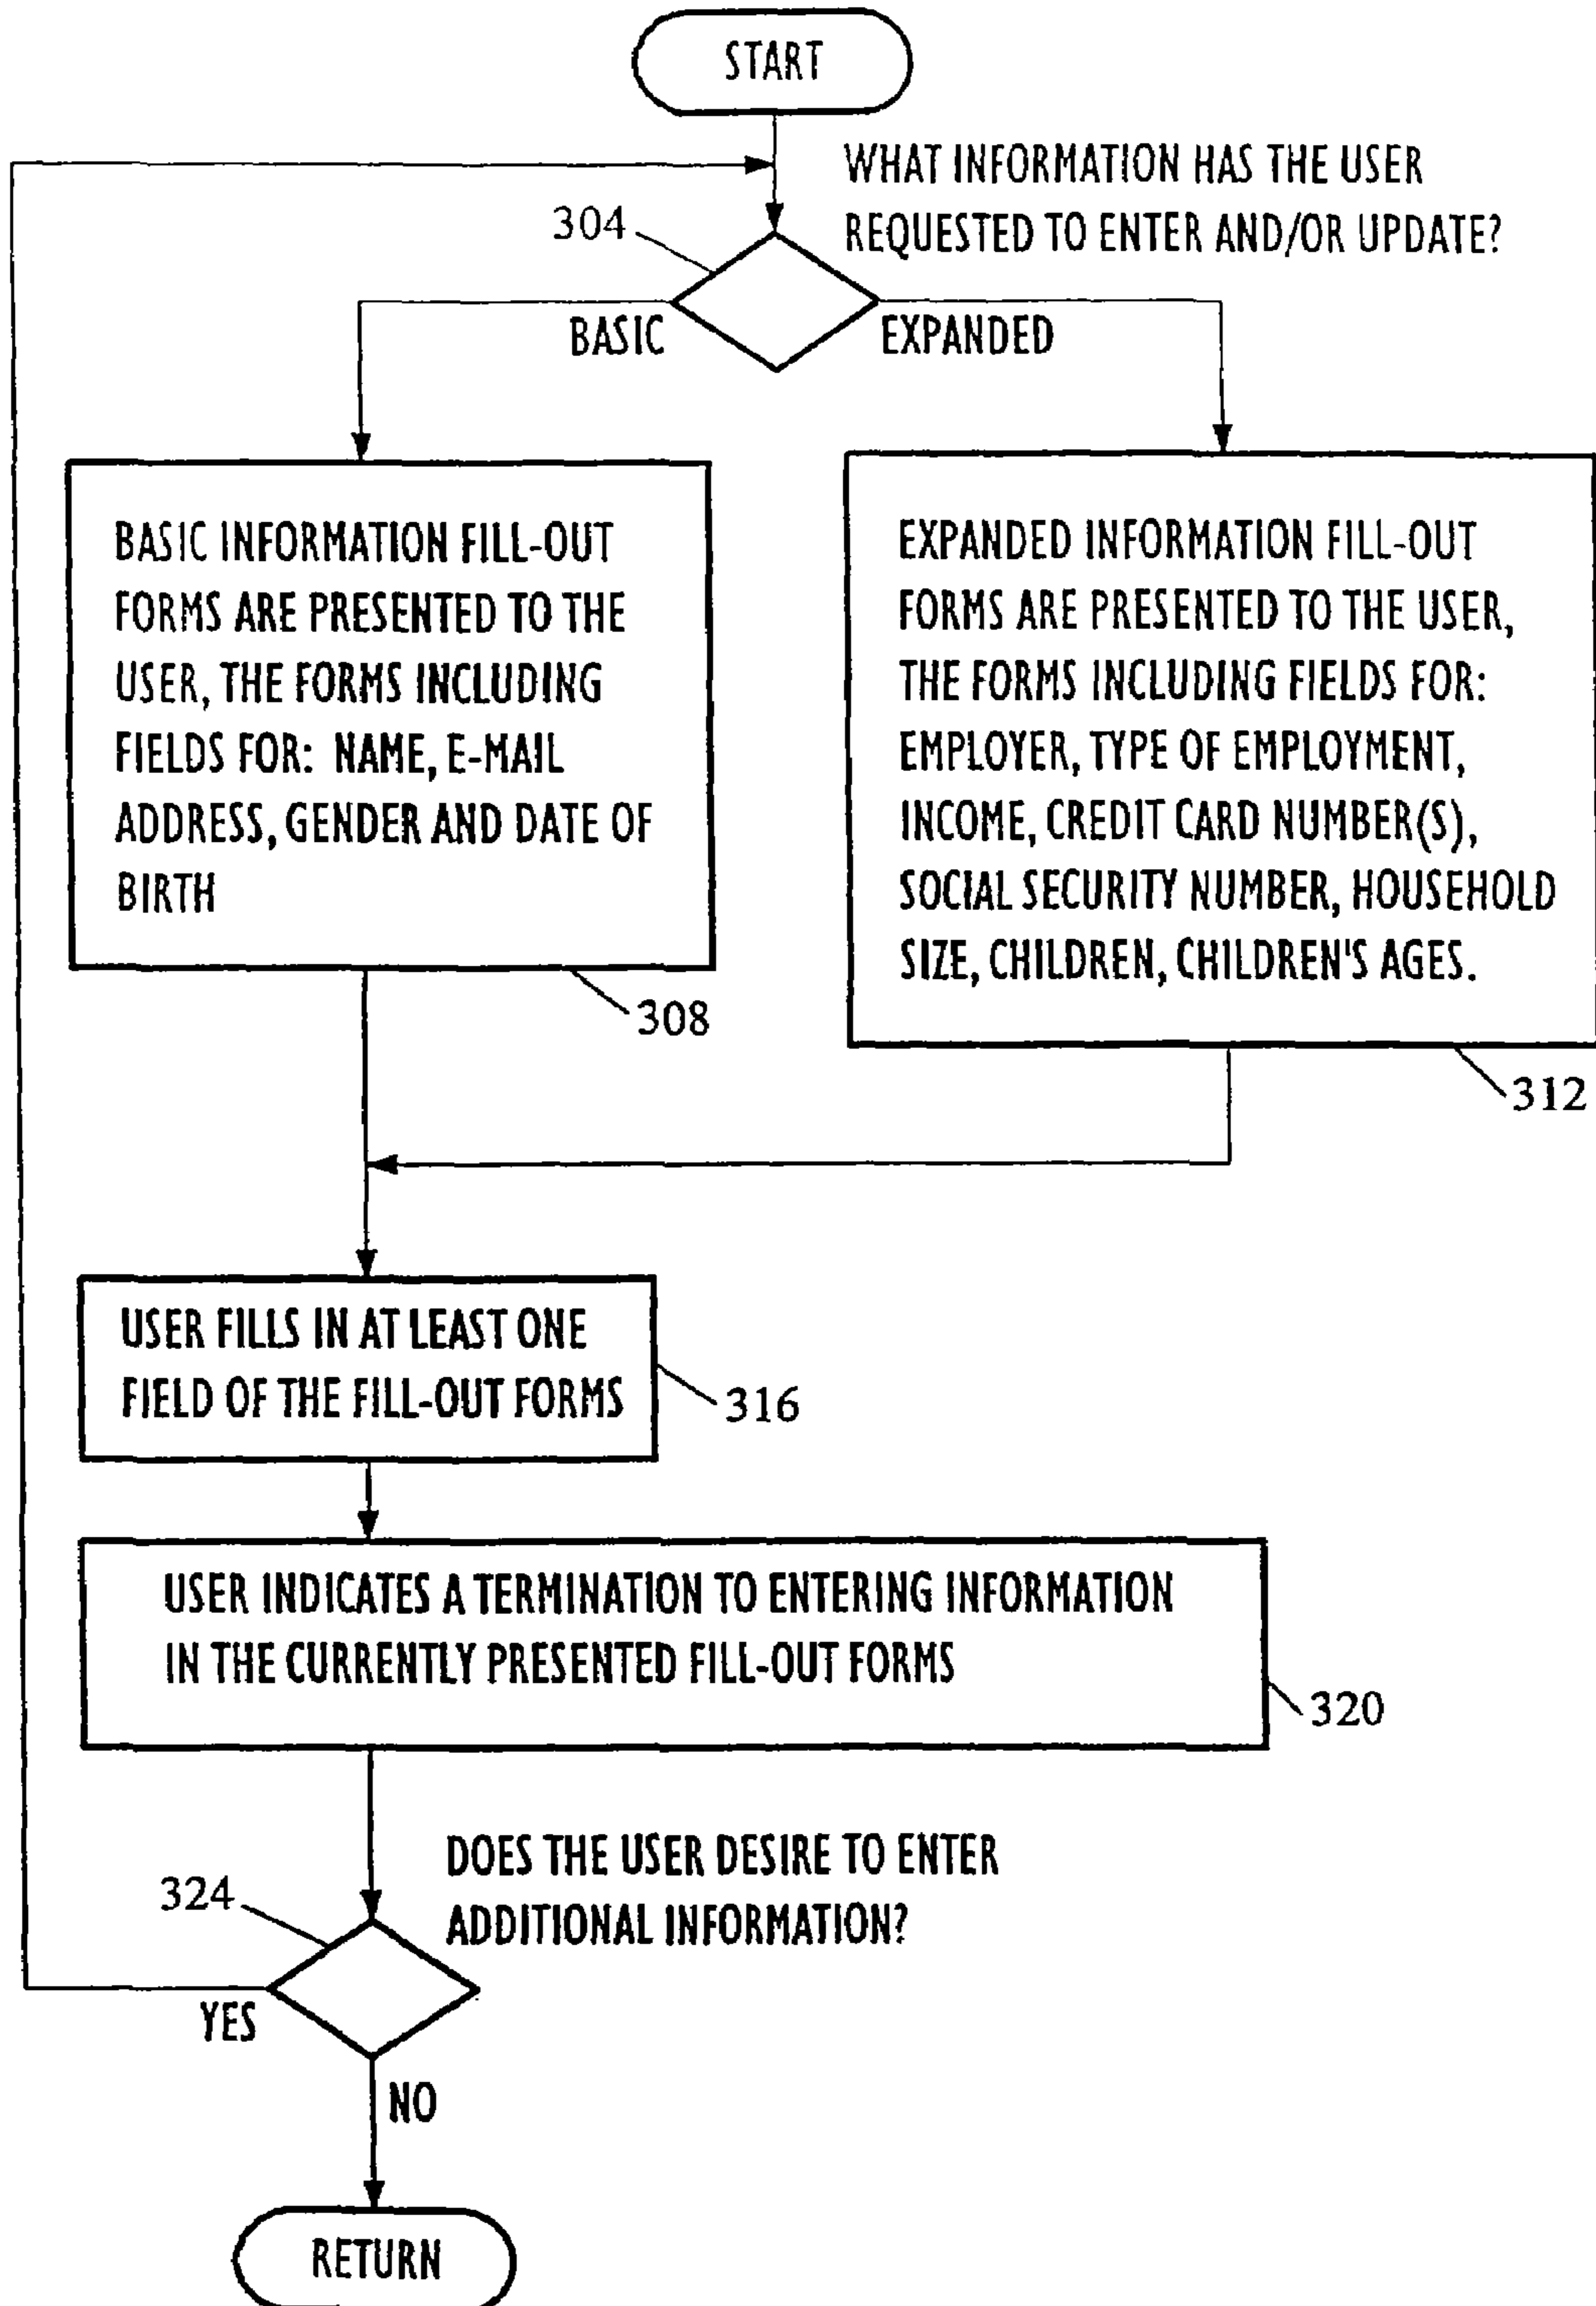 START
WHAT INFORMATION HAS THE USER
REQUESTED TO ENTER AND/OR UPDATE?
304
BASIC
EXPANDED
BASIC INFORMATION FILL-OUT
FORMS ARE PRESENTED TO THE
USER, THE FORMS INCLUDING
FIELDS FOR: NAME, E-MAIL
ADDRESS, GENDER AND DATE OF
BIRTH
308
EXPANDED INFORMATION FILL-OUT
FORMS ARE PRESENTED TO THE USER,
THE FORMS INCLUDING FIELDS FOR:
EMPLOYER, TYPE OF EMPLOYMENT,
INCOME, CREDIT CARD NUMBER(S),
SOCIAL SECURITY NUMBER, HOUSEHOLD
SIZE, CHILDREN, CHILDREN'S AGES.
312
USER FILLS IN AT LEAST ONE
FIELD OF THE FILL-OUT FORMS
316
USER INDICATES A TERMINATION TO ENTERING INFORMATION
IN THE CURRENTLY PRESENTED FILL-OUT FORMS
320
DOES THE USER DESIRE TO ENTER
ADDITIONAL INFORMATION?
324
YES
NO
RETURN